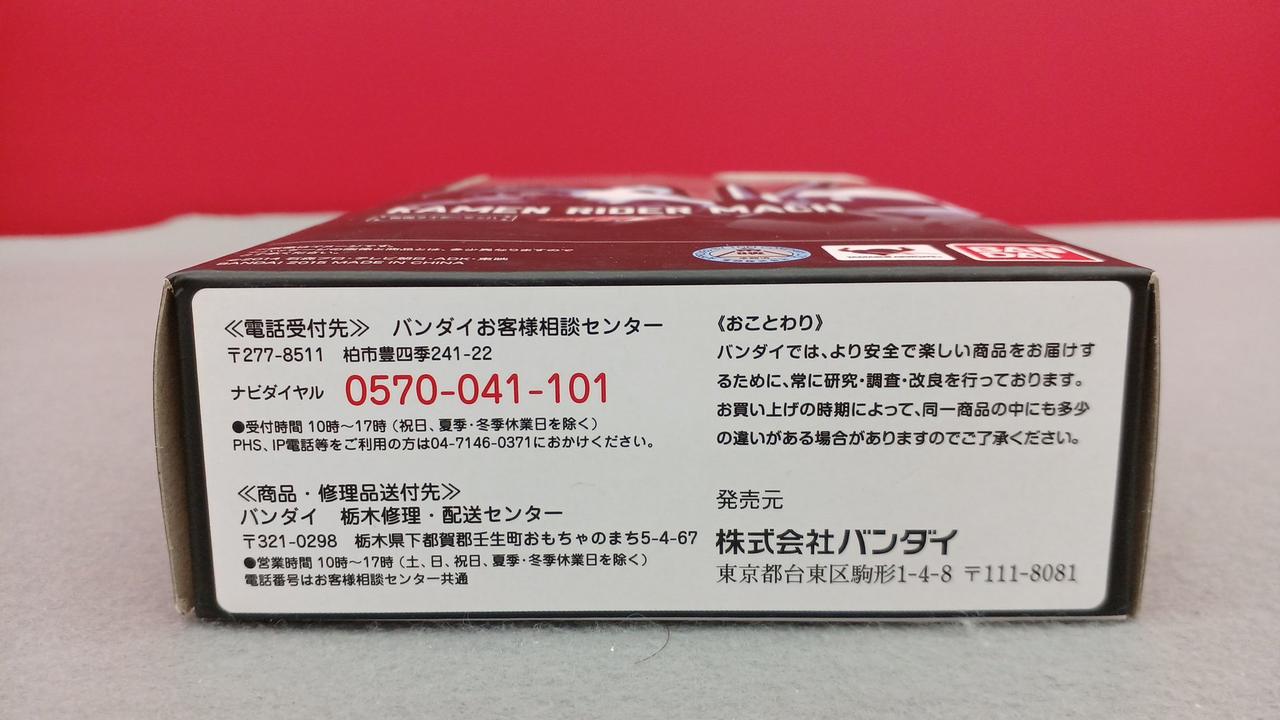 KAMEN RIDER MACH
BANDAI 2015 MADE IN CHINA
BAN
DAI
≪電話受付先≫ バンダイお客様相談センター
〒277-8511 柏市豊四季241-22
ナビダイヤル 0570-041-101
●受付時間 10時〜17時（祝日、夏季・冬季休業日を除く）
PHS、IP電話等をご利用の方は04-7146-0371におかけください。
≪商品・修理品送付先≫
バンダイ 栃木修理・配送センター
〒321-0298 栃木県下都賀郡壬生町おもちゃのまち5-4-67
●営業時間 10時〜17時（土、日、祝日、夏季・冬季休業日を除く）
電話番号はお客様相談センター共通
《おことわり》
バンダイでは、より安全で楽しい商品をお届けす
るために、常に研究・調査・改良を行っております。
お買い上げの時期によって、同一商品の中にも多少
の違いがある場合がありますのでご了承ください。
発売元
株式会社バンダイ
東京都台東区駒形1-4-8 〒111-8081